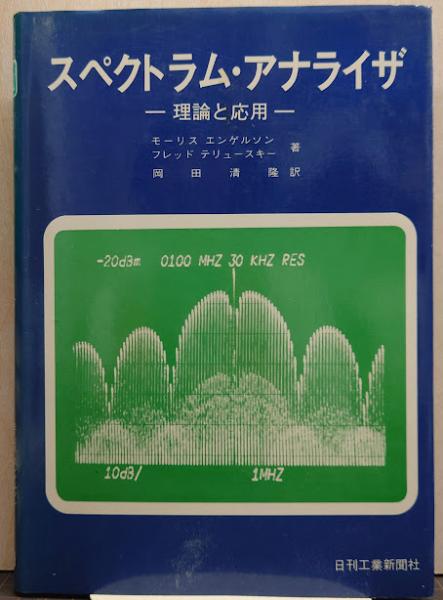 スペクトラム・アナライザ
― 理論と応用 ―
モーリス エンゲルソン
フレッド テリュースキー 著
岡田清隆訳
-20dBm 0100 MHZ 30 KHZ RES
10dB/ 1MHZ
日刊工業新聞社